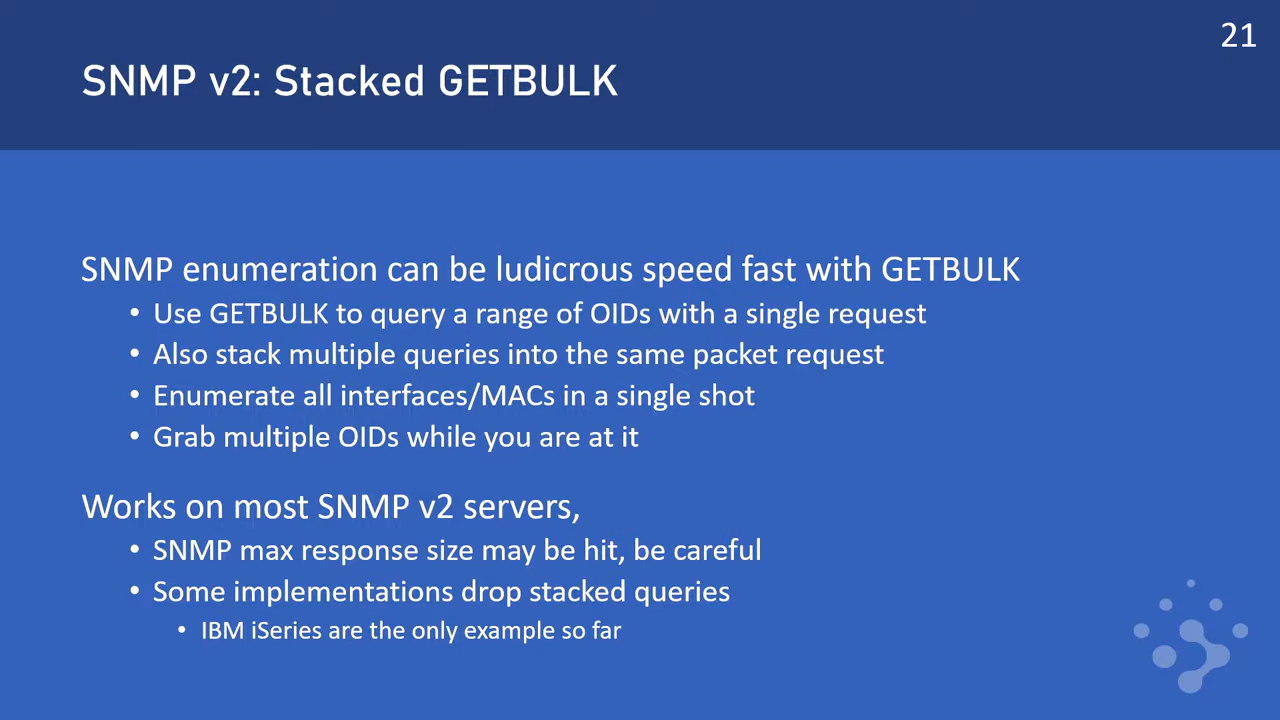 21
SNMP v2: Stacked GETBULK
SNMP enumeration can be ludicrous speed fast with GETBULK
• Use GETBULK to query a range of OIDs with a single request
• Also stack multiple queries into the same packet request
• Enumerate all interfaces/MACs in a single shot
• Grab multiple OIDs while you are at it
Works on most SNMP v2 servers,
• SNMP max response size may be hit, be careful
• Some implementations drop stacked queries
• IBM iSeries are the only example so far